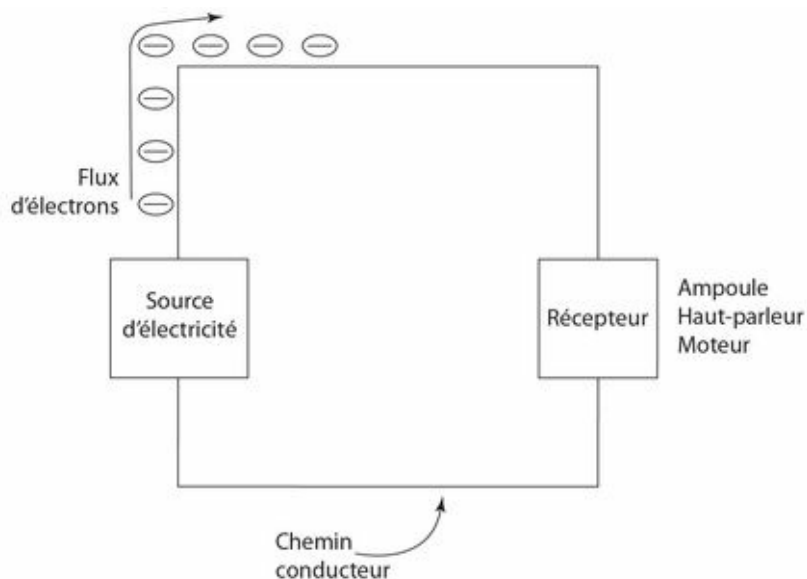 Flux
d'électrons
Source
d'électricité
Récepteur
Ampoule
Haut-parleur
Moteur
Chemin
conducteur